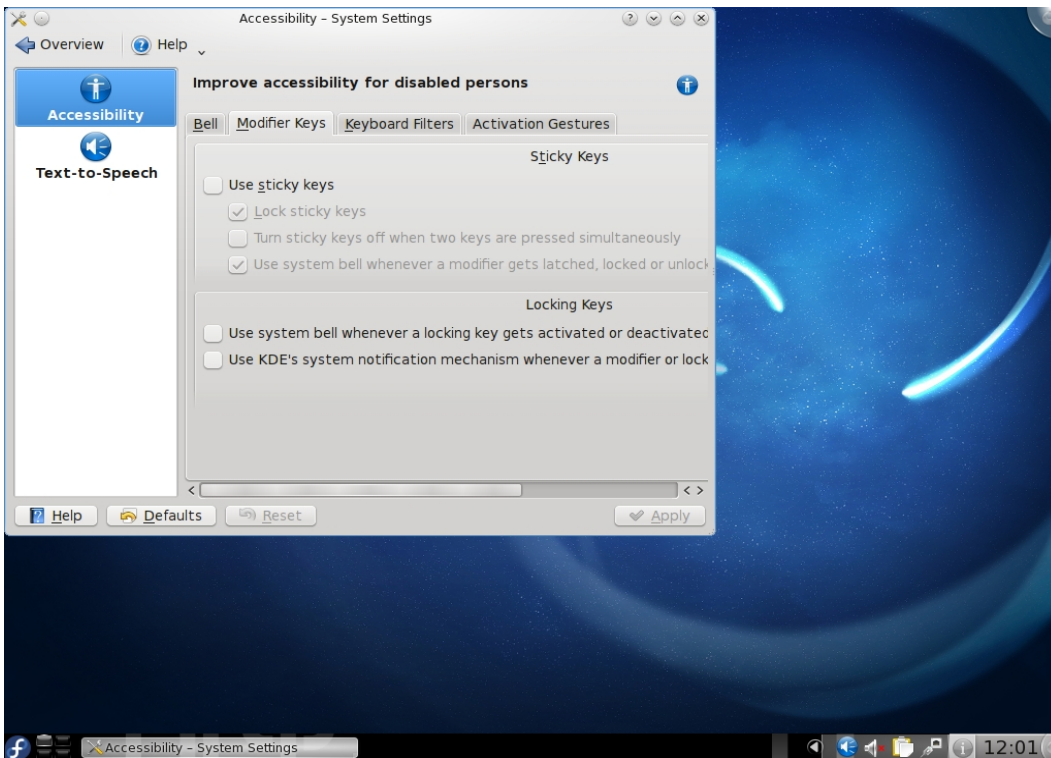 Accessibility – System Settings
Overview Help
Improve accessibility for disabled persons
Accessibility
Text-to-Speech
Bell Modifier Keys Keyboard Filters Activation Gestures
Sticky Keys
Use sticky keys
Lock sticky keys
Turn sticky keys off when two keys are pressed simultaneously
Use system bell whenever a modifier gets latched, locked or unlock
Locking Keys
Use system bell whenever a locking key gets activated or deactivated
Use KDE's system notification mechanism whenever a modifier or lock
Help Defaults Reset Apply
Accessibility – System Settings 12:01